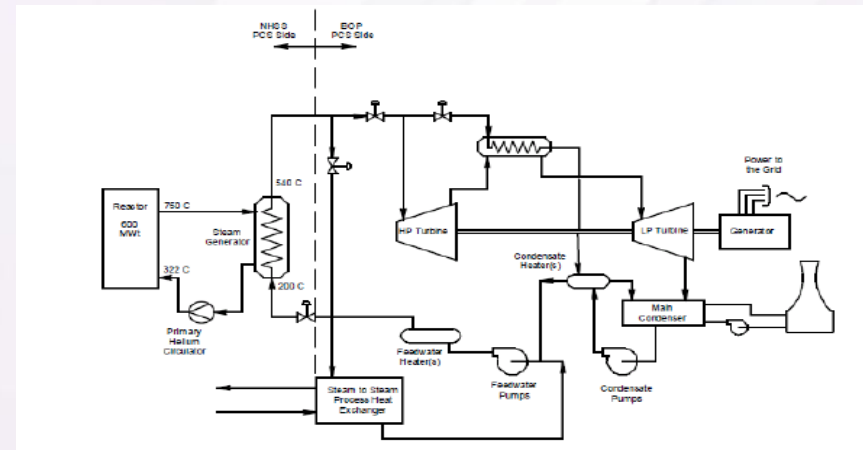 NHSS
PCS Side
BOP
PCS Side
540 C
Power to
the Grid
Reactor
600
MWt
750 C
Steam
Generator
HP Turbine
LP Turbine
Generator
322 C
200 C
Condensate
Heater(s)
Main
Condenser
Primary
Helium
Circulator
Feedwater
Heater(s)
Feedwater
Pumps
Condensate
Pumps
Steam to Steam
Process Heat
Exchanger